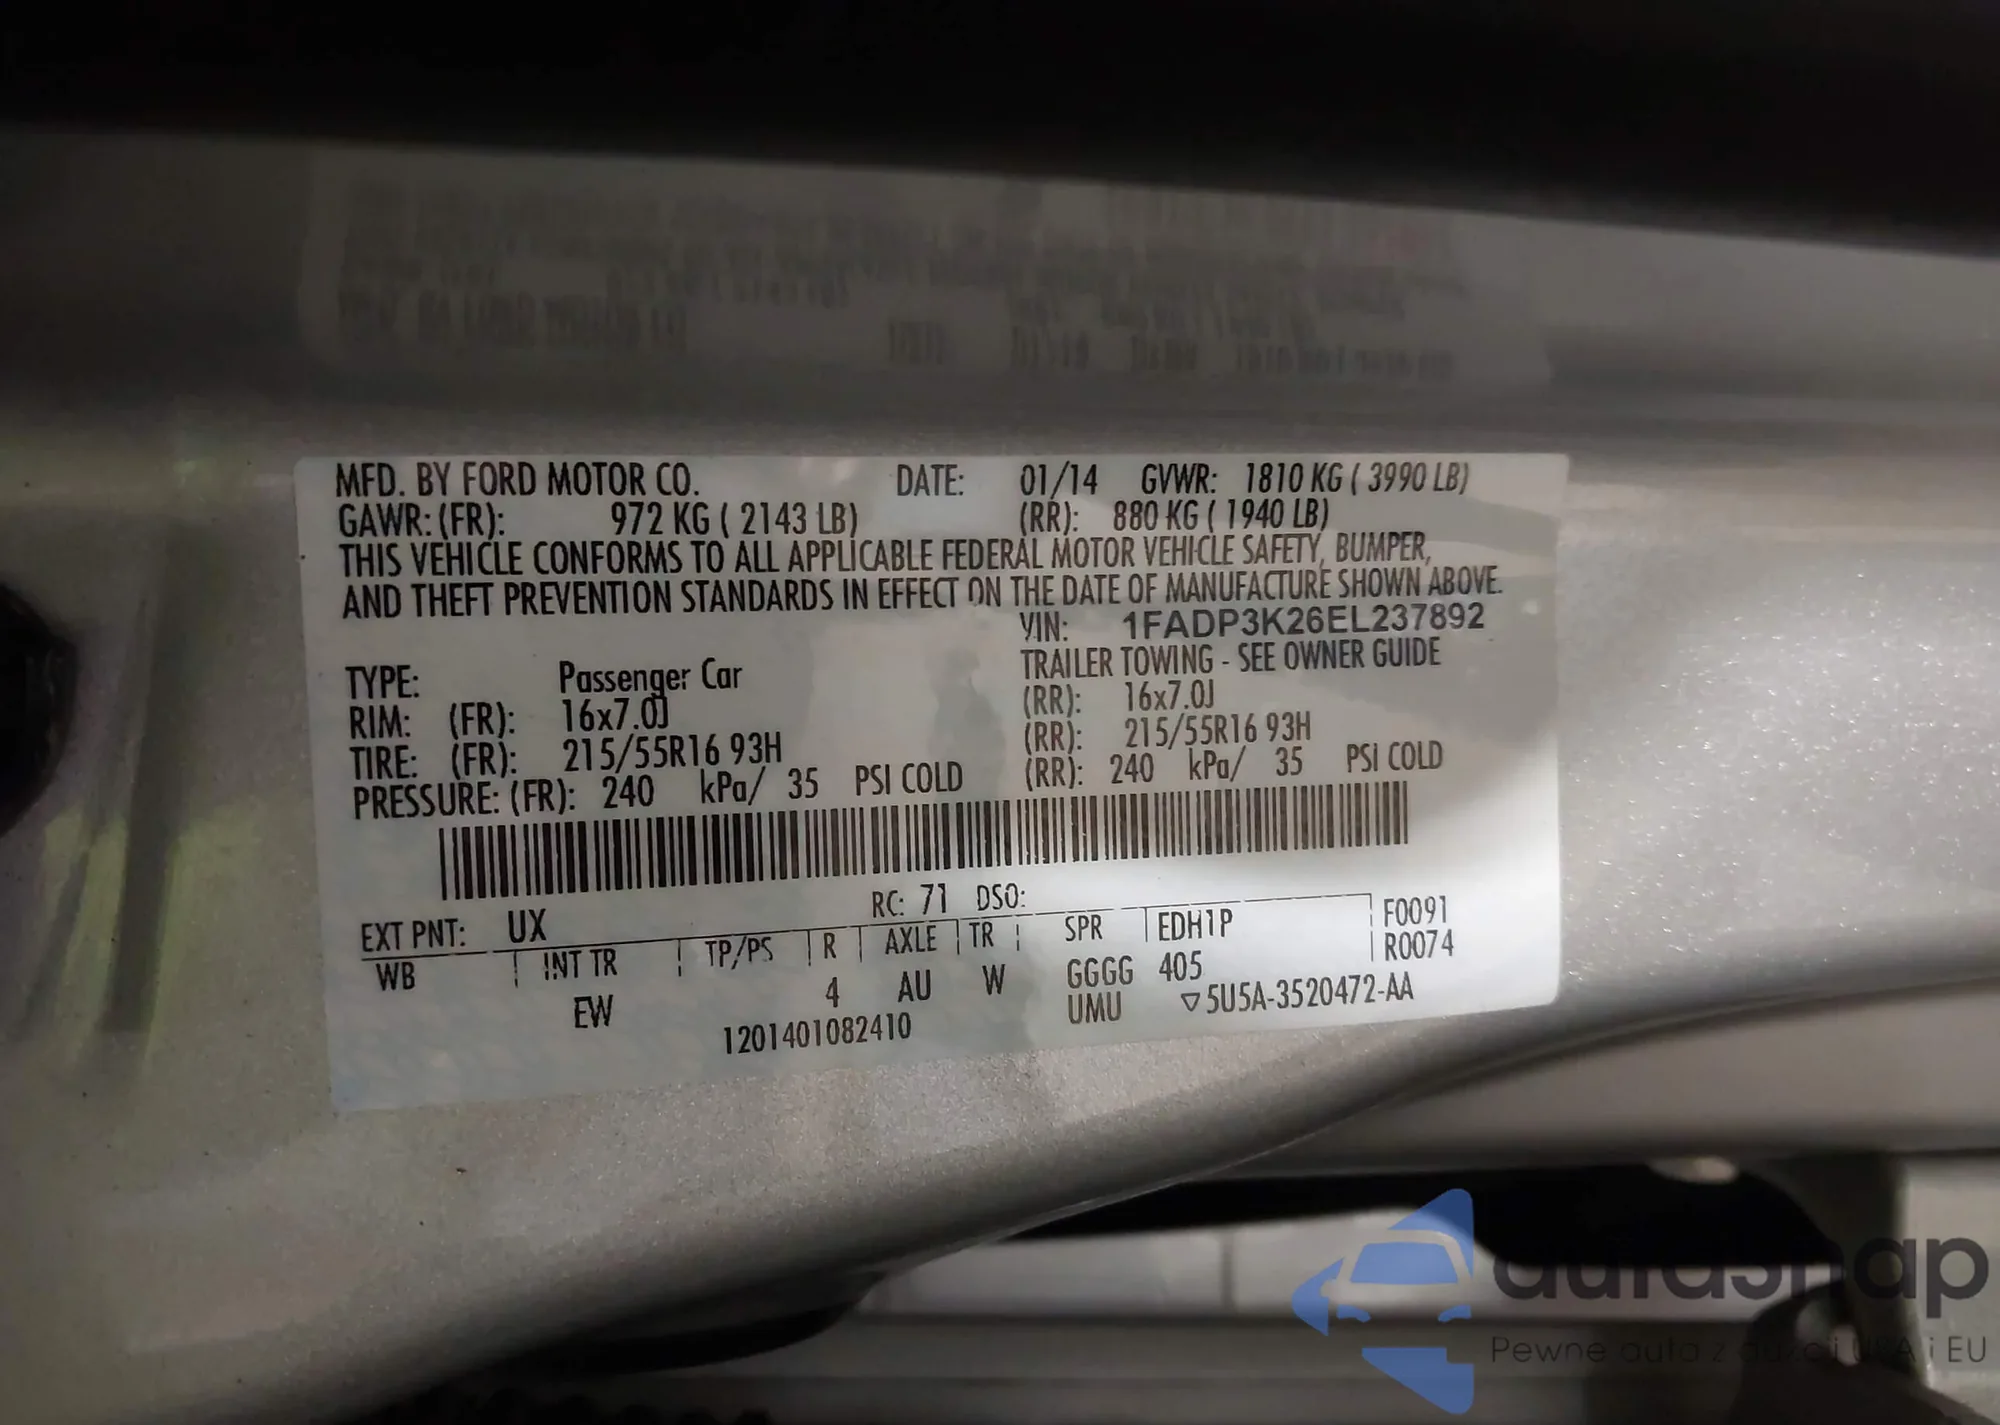 MFD. BY FORD MOTOR CO. DATE: 01/14 GVWR: 1810 KG ( 3990 LB)
GAWR: (FR): 972 KG ( 2143 LB) (RR): 880 KG ( 1940 LB)
THIS VEHICLE CONFORMS TO ALL APPLICABLE FEDERAL MOTOR VEHICLE SAFETY, BUMPER,
AND THEFT PREVENTION STANDARDS IN EFFECT ON THE DATE OF MANUFACTURE SHOWN ABOVE.
VIN: 1FADP3K26EL237892
TRAILER TOWING - SEE OWNER GUIDE
TYPE: Passenger Car
RIM: (FR): 16x7.0J (RR): 16x7.0J
TIRE: (FR): 215/55R16 93H (RR): 215/55R16 93H
PRESSURE: (FR): 240 kPa/ 35 PSI COLD (RR): 240 kPa/ 35 PSI COLD
RC: 71 DSO:
EXT PNT: UX SPR EDH1P F0091
WB INT TR TP/PS R AXLE TR R0074
EW 4 AU W GGGG 405
UMU ▽5U5A-3520472-AA
1201401082410
autasnap
Pewne auta z aukcji USA i EU